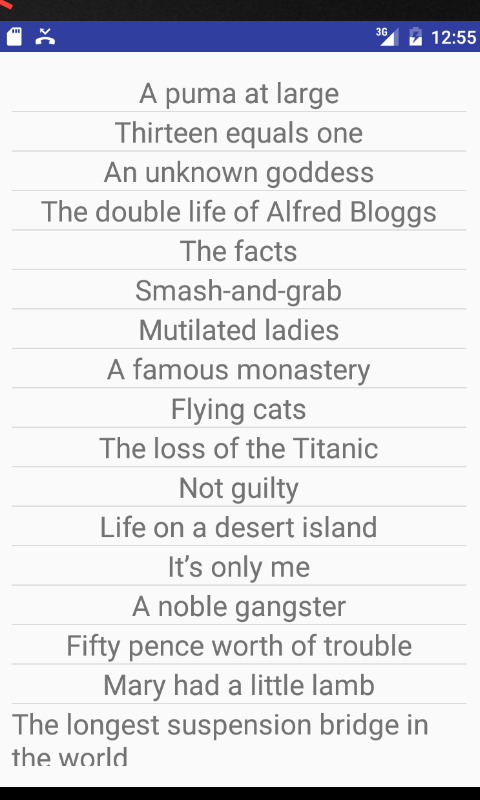 3G 12:55
A puma at large
Thirteen equals one
An unknown goddess
The double life of Alfred Bloggs
The facts
Smash-and-grab
Mutilated ladies
A famous monastery
Flying cats
The loss of the Titanic
Not guilty
Life on a desert island
It’s only me
A noble gangster
Fifty pence worth of trouble
Mary had a little lamb
The longest suspension bridge in
the world